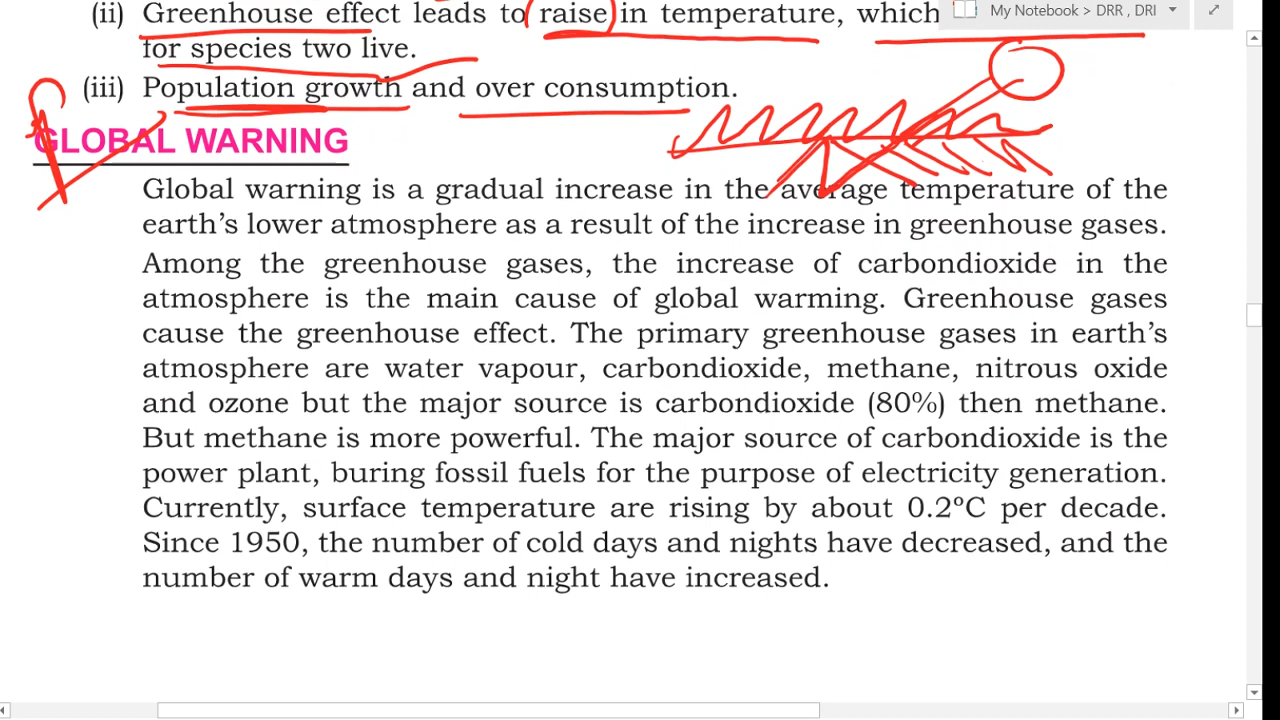 (ii) Greenhouse effect leads to raise in temperature, which
My Notebook > DRR , DRI
for species two live.
(iii) Population growth and over consumption.
GLOBAL WARNING
Global warning is a gradual increase in the average temperature of the
earth's lower atmosphere as a result of the increase in greenhouse gases.
Among the greenhouse gases, the increase of carbondioxide in the
atmosphere is the main cause of global warming. Greenhouse gases
cause the greenhouse effect. The primary greenhouse gases in earth's
atmosphere are water vapour, carbondioxide, methane, nitrous oxide
and ozone but the major source is carbondioxide (80%) then methane.
But methane is more powerful. The major source of carbondioxide is the
power plant, buring fossil fuels for the purpose of electricity generation.
Currently, surface temperature are rising by about 0.2°C per decade.
Since 1950, the number of cold days and nights have decreased, and the
number of warm days and night have increased.